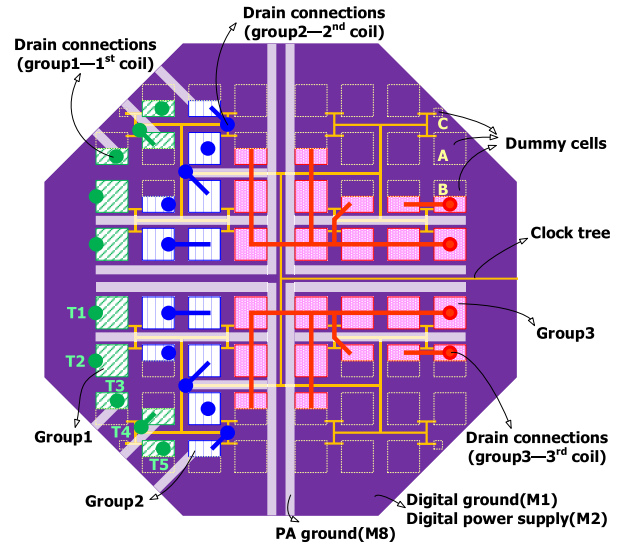 Drain connections
(group2—2nd coil)
Drain connections
(group1—1st coil)
C
A
B
Dummy cells
Clock tree
T1
T2
T3
T4
T5
Group3
Group1
Group2
Drain connections
(group3—3rd coil)
Digital ground(M1)
Digital power supply(M2)
PA ground(M8)